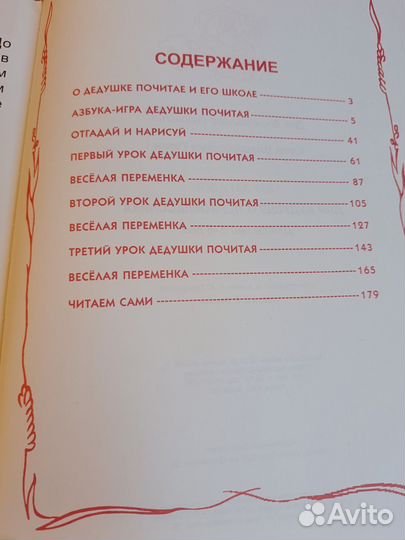 до
в
м
и
е
СОДЕРЖАНИЕ
О ДЕДУШКЕ ПОЧИТАЕ И ЕГО ШКОЛЕ 3
АЗБУКА-ИГРА ДЕДУШКИ ПОЧИТАЯ 5
ОТГАДАЙ И НАРИСУЙ 41
ПЕРВЫЙ УРОК ДЕДУШКИ ПОЧИТАЯ 61
ВЕСЁЛАЯ ПЕРЕМЕНКА 87
ВТОРОЙ УРОК ДЕДУШКИ ПОЧИТАЯ 105
ВЕСЁЛАЯ ПЕРЕМЕНКА 127
ТРЕТИЙ УРОК ДЕДУШКИ ПОЧИТАЯ 143
ВЕСЁЛАЯ ПЕРЕМЕНКА 165
ЧИТАЕМ САМИ 179
Avito